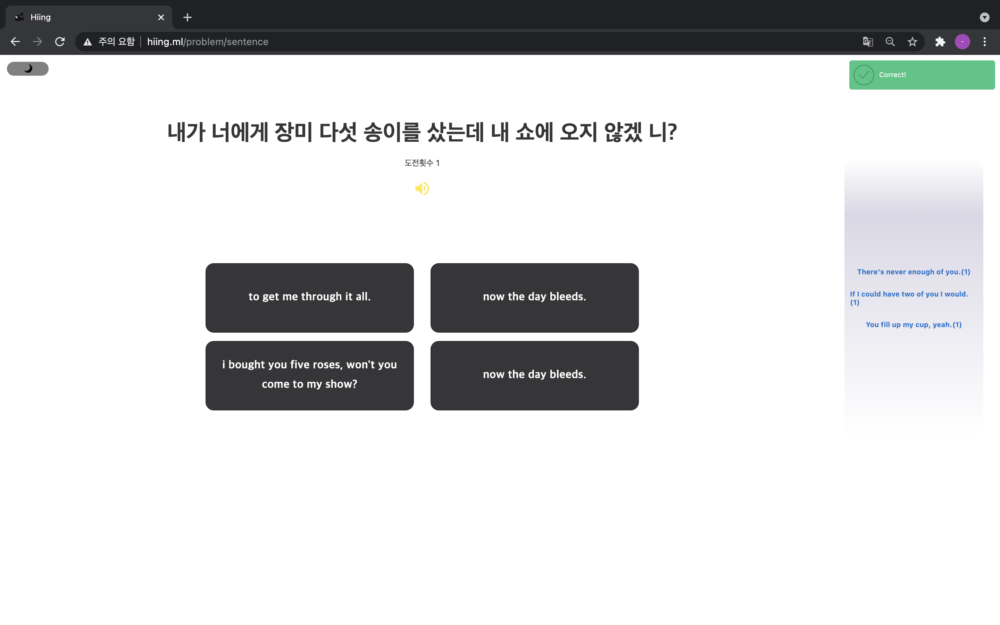 Hiing
주의 요함
hiing.ml/problem/sentence
-
Correct!
내가 너에게 장미 다섯 송이를 샀는데 내 쇼에 오지 않겠 니?
도전횟수 1
to get me through it all.
now the day bleeds.
i bought you five roses, won't you
come to my show?
now the day bleeds.
There's never enough of you.(1)
If I could have two of you I would.
(1)
You fill up my cup, yeah.(1)